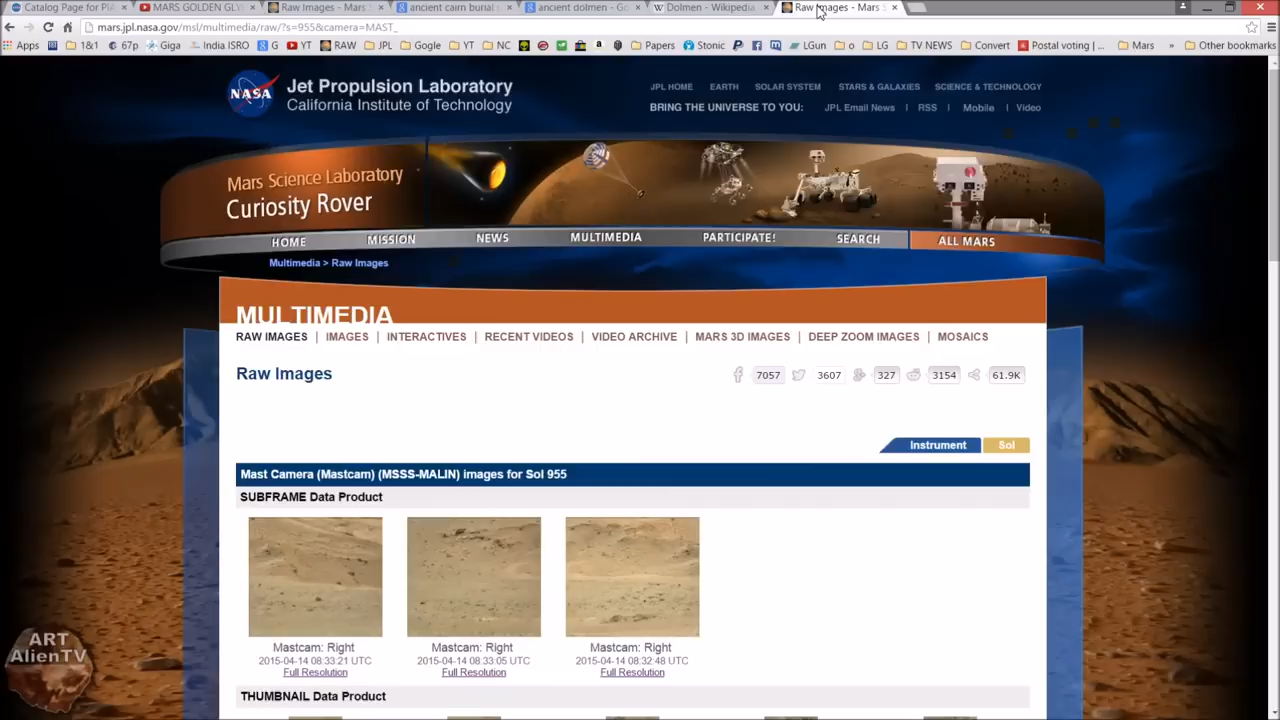 Catalog Page for PI
MARS GOLDEN GLY
Raw Images - Mars S
ancient cairn burial s
ancient dolmen - Go
Dolmen - Wikipedia
Raw Images - Mars S
mars.jpl.nasa.gov/msl/multimedia/raw/?s=955&camera=MAST_
Apps 1&1 67p Giga India ISRO G YT RAW JPL Gogle YT NC Papers Stonic LGun o LG TV NEWS Convert Postal voting | ... Mars » Other bookmarks
NASA
Jet Propulsion Laboratory
California Institute of Technology
JPL HOME EARTH SOLAR SYSTEM STARS & GALAXIES SCIENCE & TECHNOLOGY
BRING THE UNIVERSE TO YOU: JPL Email News | RSS | Mobile | Video
Mars Science Laboratory
Curiosity Rover
HOME MISSION NEWS MULTIMEDIA PARTICIPATE! SEARCH ALL MARS
Multimedia > Raw Images
MULTIMEDIA
RAW IMAGES | IMAGES | INTERACTIVES | RECENT VIDEOS | VIDEO ARCHIVE | MARS 3D IMAGES | DEEP ZOOM IMAGES | MOSAICS
Raw Images
7057 3607 327 3154 61.9K
Instrument Sol
Mast Camera (Mastcam) (MSSS-MALIN) images for Sol 955
SUBFRAME Data Product
Mastcam: Right Mastcam: Right Mastcam: Right
2015-04-14 08:33:21 UTC 2015-04-14 08:33:05 UTC 2015-04-14 08:32:48 UTC
Full Resolution Full Resolution Full Resolution
THUMBNAIL Data Product
ART
AlienTV